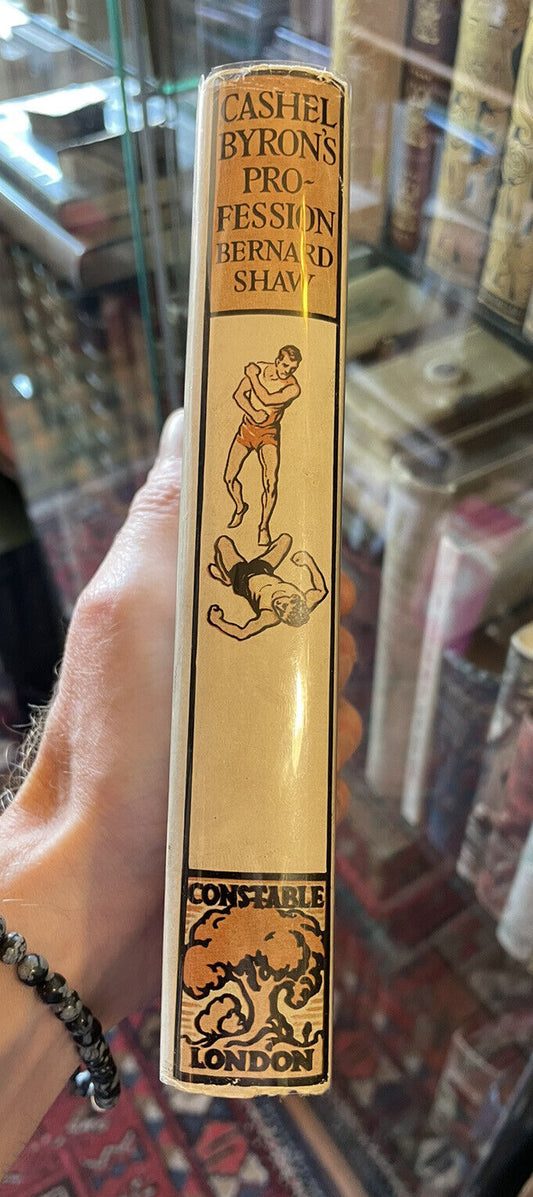 CASHEL
BYRON'S
PRO-
FESSION
BERNARD
SHAW
CONSTABLE
LONDON